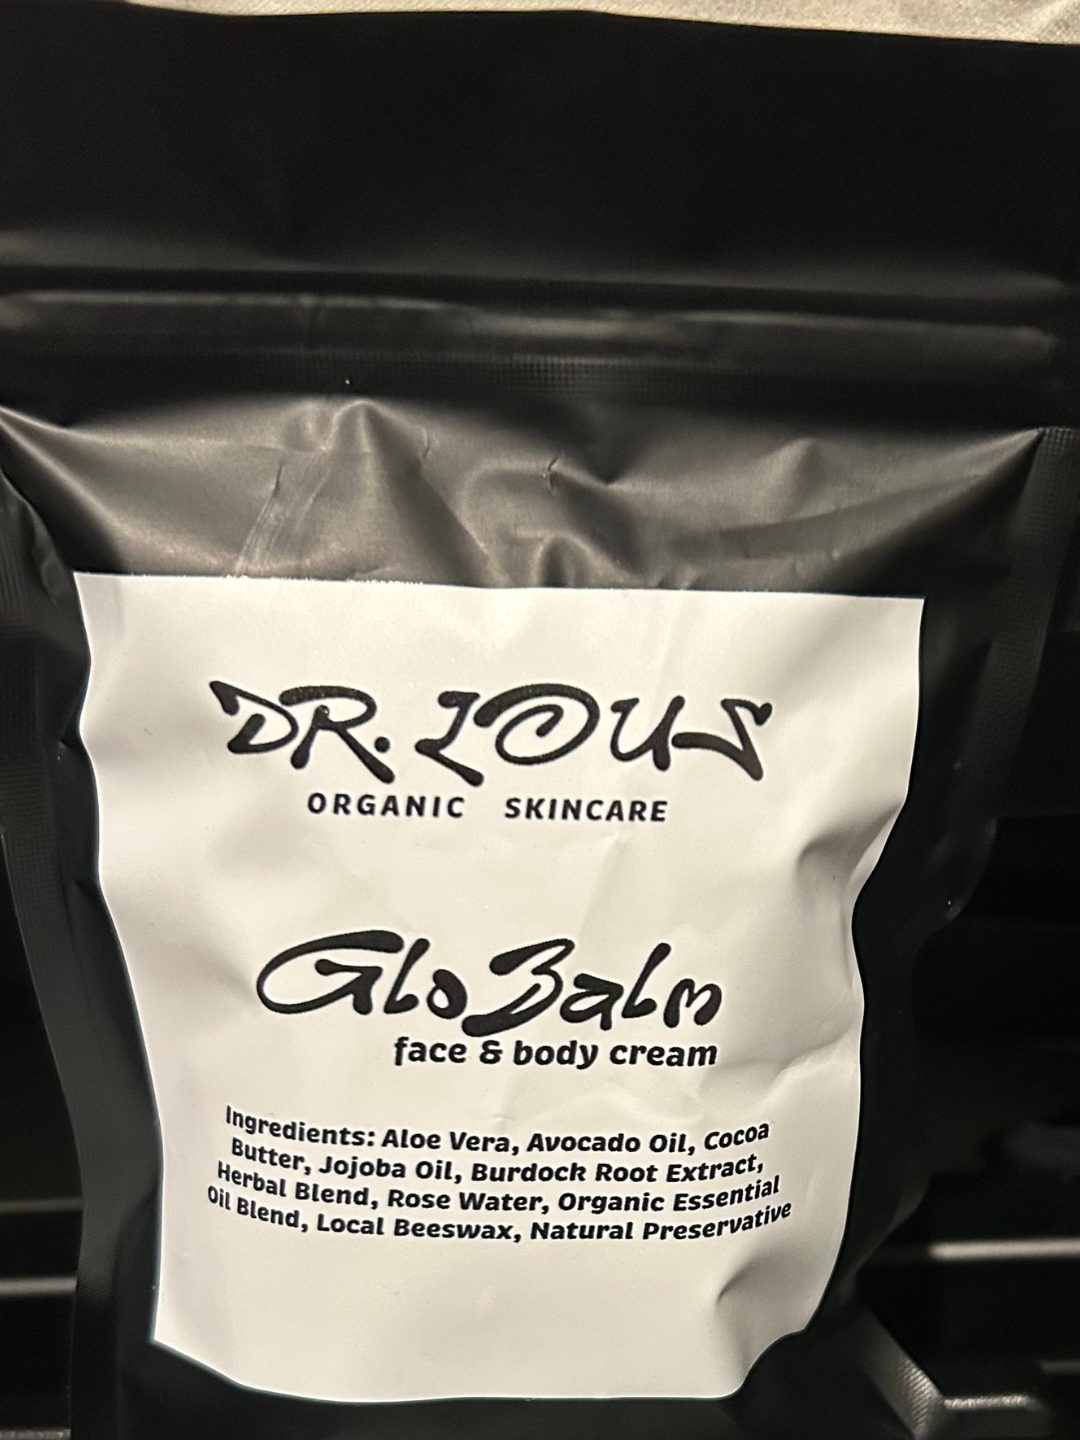 DR. LOUS
ORGANIC SKINCARE
GloBalm
face & body cream
Ingredients: Aloe Vera, Avocado Oil, Cocoa
Butter, Jojoba Oil, Burdock Root Extract,
Herbal Blend, Rose Water, Organic Essential
Oil Blend, Local Beeswax, Natural Preservative